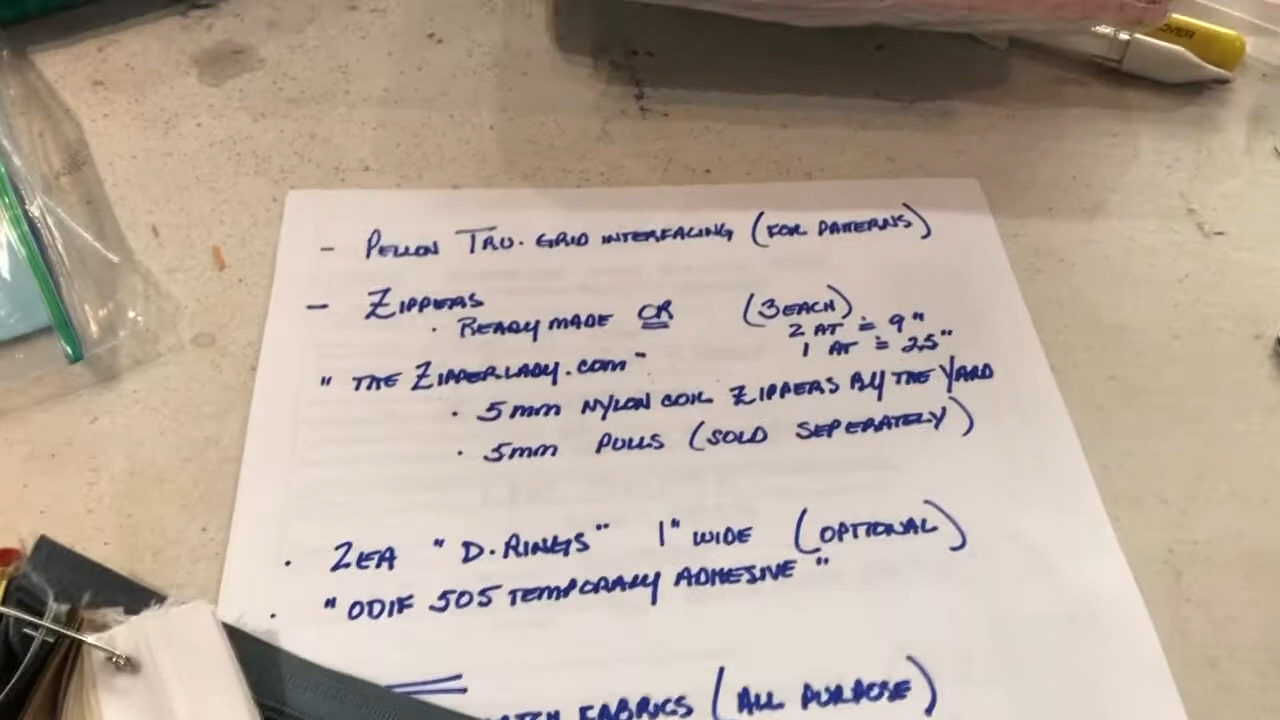 - PELLON TRU-GRID INTERFACING (FOR PATTERNS)
- ZIPPERS (3 EACH)
· READY MADE OR 2 AT = 9"
1 AT = 25"
"THE ZIPPERLADY.COM"
· 5mm NYLON COIL ZIPPERS BY THE YARD
· 5mm PULLS (SOLD SEPERATELY)
· 2EA "D-RINGS" 1" WIDE (OPTIONAL)
· "ODIF 505 TEMPORARY ADHESIVE"
FABRICS (ALL PURPOSE)